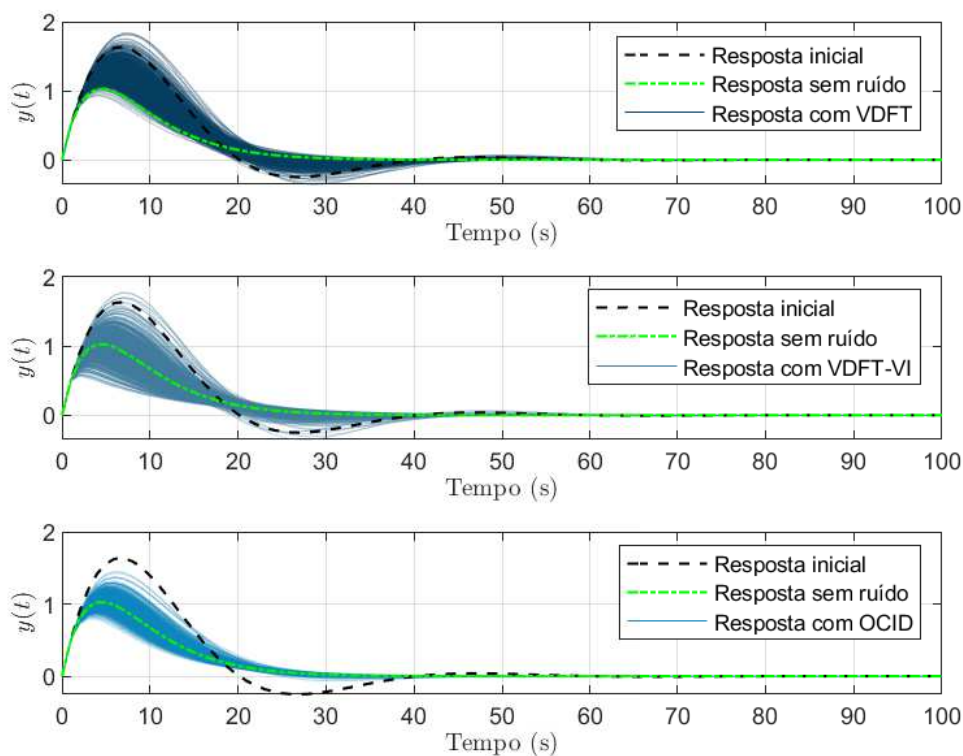 2
1
0
y(t)
Resposta inicial
Resposta sem ruído
Resposta com VDFT
0 10 20 30 40 50 60 70 80 90 100
Tempo (s)
2
1
0
y(t)
Resposta inicial
Resposta sem ruído
Resposta com VDFT-VI
0 10 20 30 40 50 60 70 80 90 100
Tempo (s)
2
1
0
y(t)
Resposta inicial
Resposta sem ruído
Resposta com OCID
0 10 20 30 40 50 60 70 80 90 100
Tempo (s)